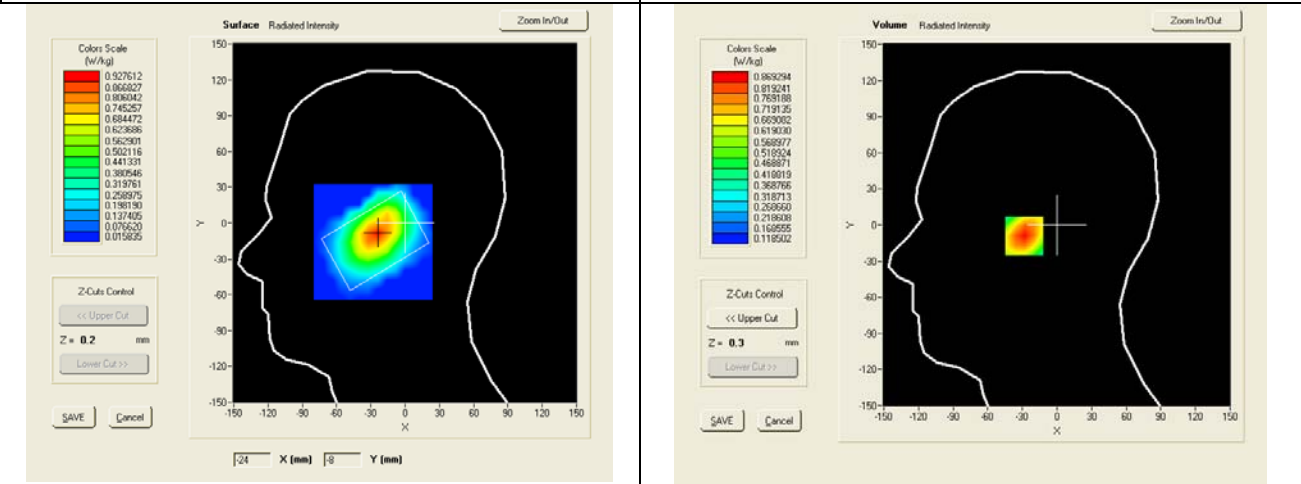 Surface Radiated Intensity
Zoom In/Out
Colors Scale
(W/kg)
0.927612
0.866827
0.806042
0.745257
0.684472
0.623686
0.562901
0.502116
0.441331
0.380546
0.319761
0.258975
0.198190
0.137405
0.076620
0.015835
Z-Cuts Control
<< Upper Cut
Z = 0.2 mm
Lower Cut >>
SAVE Cancel
150
120
90
60
30
0
-30
-60
-90
-120
-150
Y
-150 -120 -90 -60 -30 0 30 60 90 120 150
X
-24 X (mm) -8 Y (mm)
Volume Radiated Intensity
Zoom In/Out
Colors Scale
(W/kg)
0.869294
0.819241
0.769188
0.719135
0.669082
0.619030
0.568977
0.518924
0.468871
0.418819
0.368766
0.318713
0.268660
0.218608
0.168555
0.118502
Z-Cuts Control
<< Upper Cut
Z = 0.3 mm
Lower Cut >>
SAVE Cancel
150
120
90
60
30
0
-30
-60
-90
-120
-150
Y
-150 -120 -90 -60 -30 0 30 60 90 120 150
X